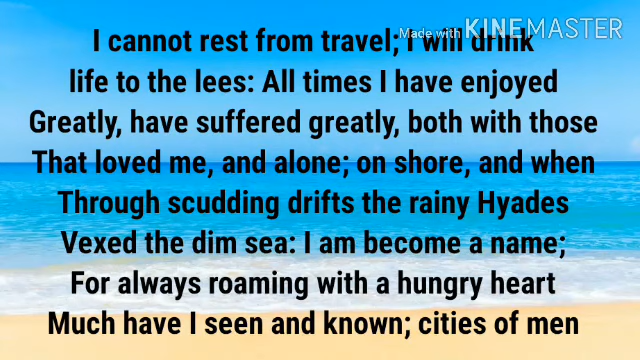 Made with KINEMASTER
I cannot rest from travel; I will drink
life to the lees: All times I have enjoyed
Greatly, have suffered greatly, both with those
That loved me, and alone; on shore, and when
Through scudding drifts the rainy Hyades
Vexed the dim sea: I am become a name;
For always roaming with a hungry heart
Much have I seen and known; cities of men